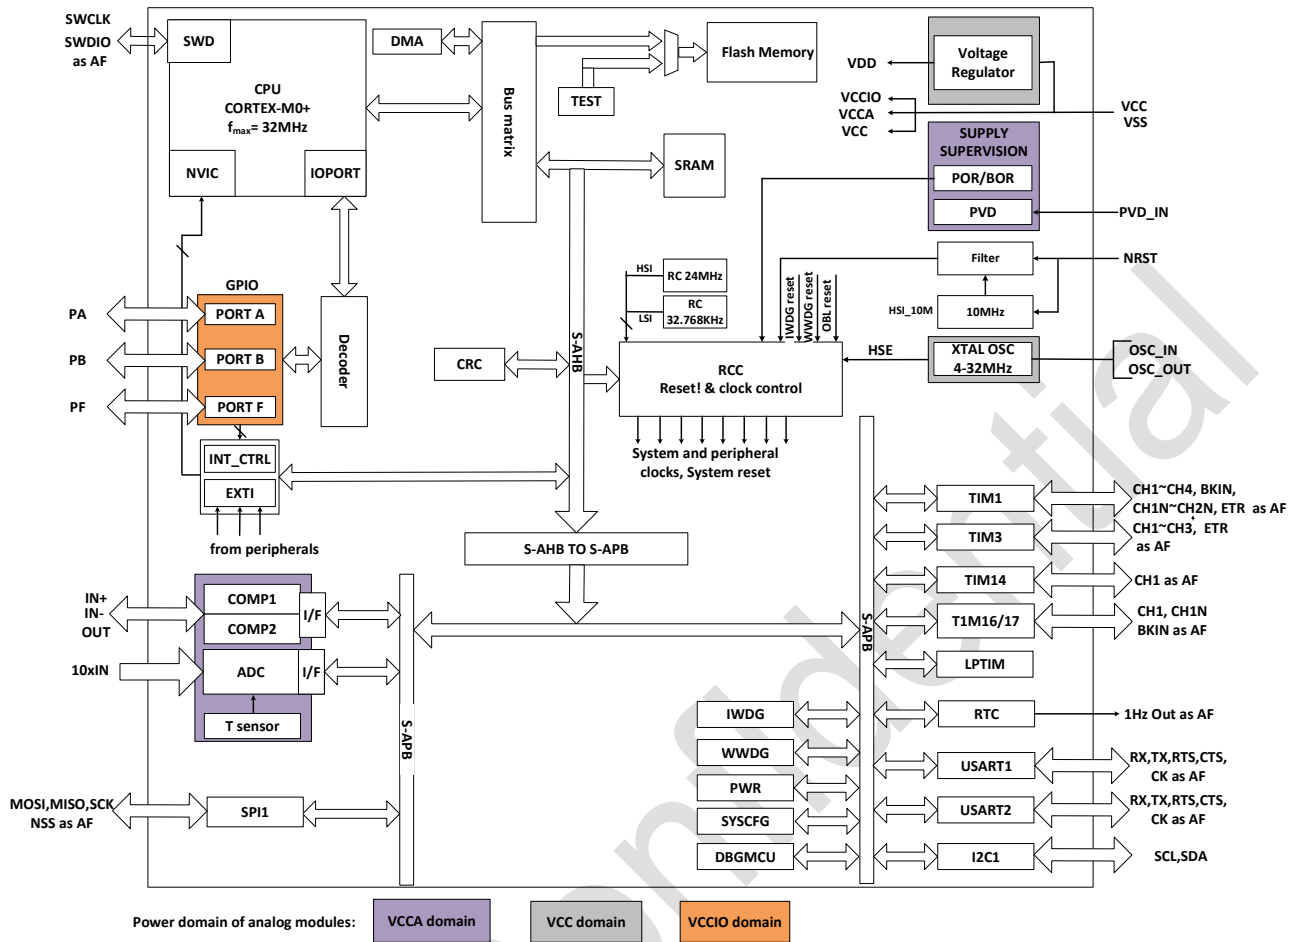 SWCLK
SWDIO
as AF
SWD
CPU
CORTEX-M0+
fmax= 32MHz
NVIC
IOPORT
DMA
Bus matrix
TEST
Flash Memory
SRAM
VDD
Voltage
Regulator
VCCIO
VCCA
VCC
VCC
VSS
SUPPLY
SUPERVISION
POR/BOR
PVD
PVD_IN
Filter
NRST
HSI_10M
10MHz
HSI
RC 24MHz
LSI
RC
32.768KHz
IWDG reset
WWDG reset
OBL reset
GPIO
PA
PORT A
PB
PORT B
PF
PORT F
Decoder
CRC
S-AHB
RCC
Reset! & clock control
HSE
XTAL OSC
4-32MHz
OSC_IN
OSC_OUT
System and peripheral
clocks, System reset
INT_CTRL
EXTI
from peripherals
S-AHB TO S-APB
IN+
IN-
OUT
COMP1
COMP2
I/F
10xIN
ADC
I/F
T sensor
S-APB
MOSI,MISO,SCK
NSS as AF
SPI1
S-APB
TIM1
CH1~CH4, BKIN,
CH1N~CH2N, ETR as AF
TIM3
CH1~CH3, ETR
as AF
TIM14
CH1 as AF
T1M16/17
CH1, CH1N
BKIN as AF
LPTIM
IWDG
RTC
1Hz Out as AF
WWDG
USART1
RX,TX,RTS,CTS,
CK as AF
PWR
SYSCFG
USART2
RX,TX,RTS,CTS,
CK as AF
DBGMCU
I2C1
SCL,SDA
Power domain of analog modules:
VCCA domain
VCC domain
VCCIO domain
Confidential